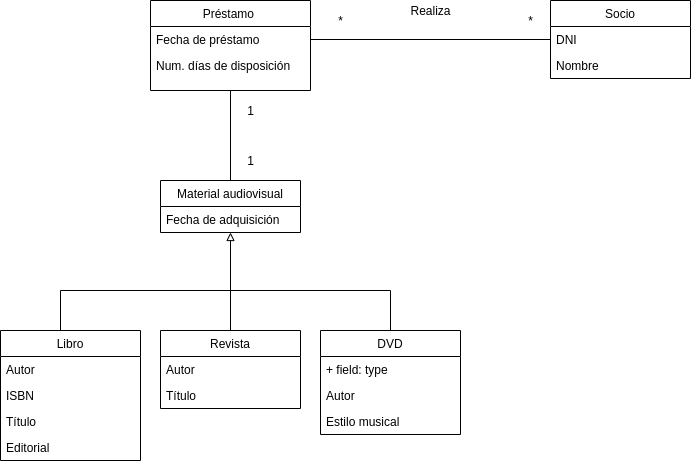 Préstamo
Fecha de préstamo
Num. días de disposición
*
Realiza
*
Socio
DNI
Nombre
1
1
Material audiovisual
Fecha de adquisición
Libro
Autor
ISBN
Título
Editorial
Revista
Autor
Título
DVD
+ field: type
Autor
Estilo musical